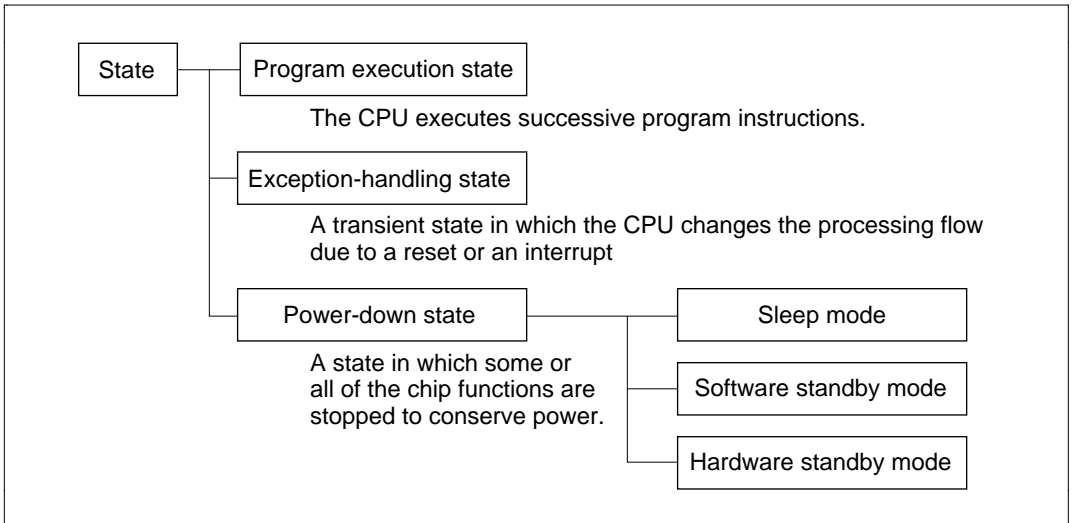 State
Program execution state
The CPU executes successive program instructions.
Exception-handling state
A transient state in which the CPU changes the processing flow
due to a reset or an interrupt
Power-down state
A state in which some or
all of the chip functions are
stopped to conserve power.
Sleep mode
Software standby mode
Hardware standby mode